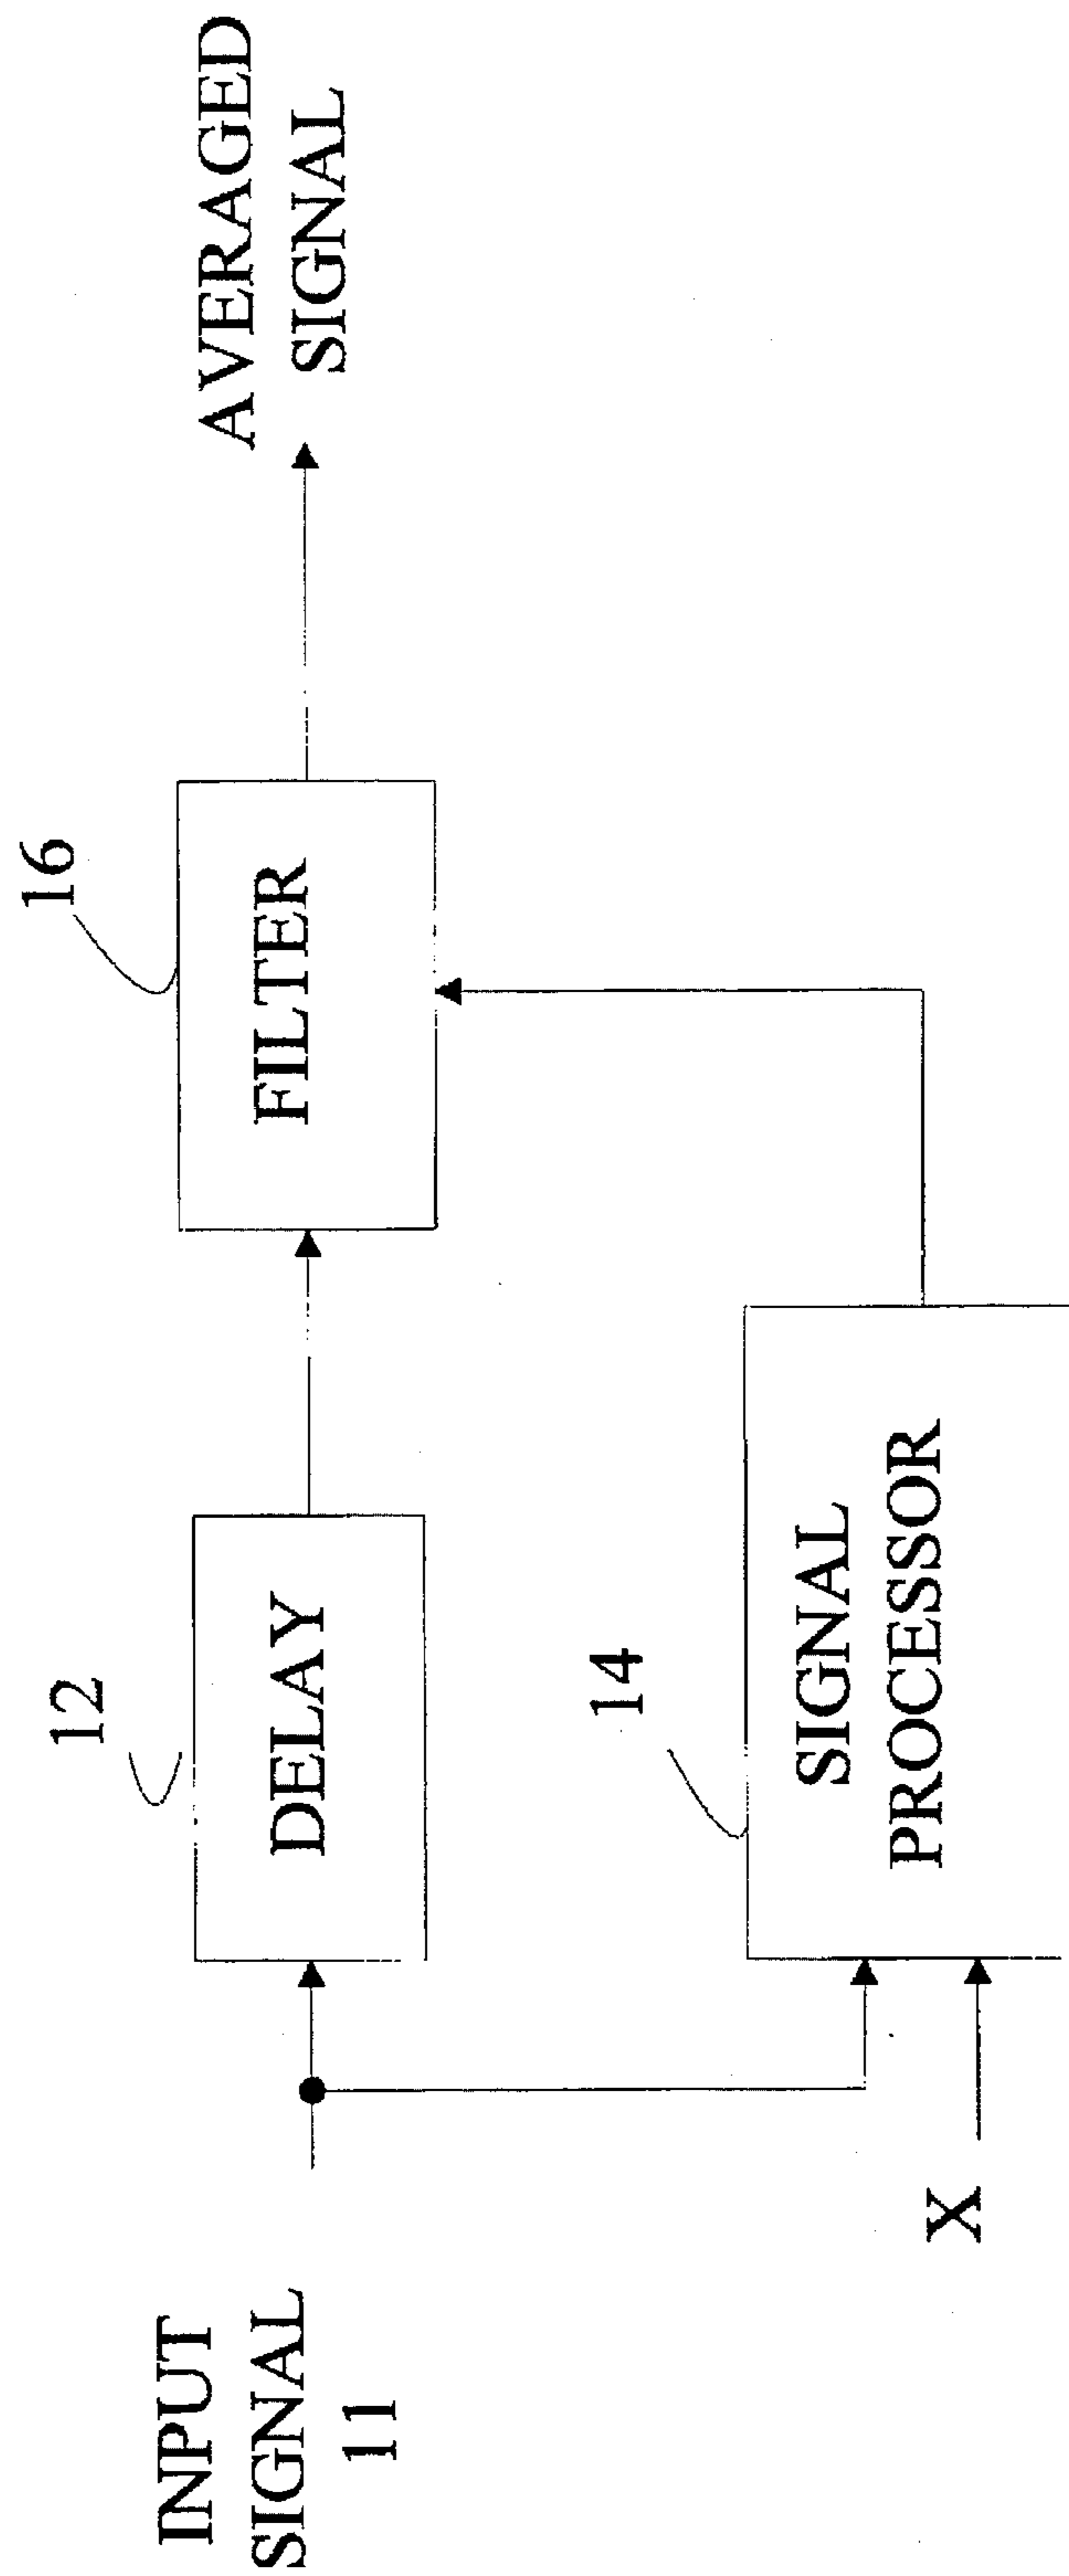 INPUT
SIGNAL
11
12
DELAY
16
FILTER
AVERAGED
SIGNAL
14
SIGNAL
PROCESSOR
X